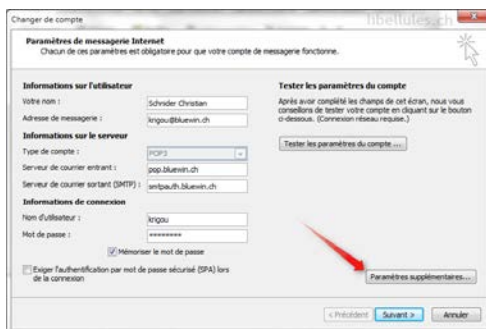 Changer de compte
libellules.ch
Paramètres de messagerie Internet
Chacun de ces paramètres est obligatoire pour que votre compte de messagerie fonctionne.
Informations sur l'utilisateur
Votre nom :
Schnider Christian
Adresse de messagerie :
krigou@bluewin.ch
Informations sur le serveur
Type de compte :
POP3
Serveur de courrier entrant :
pop.bluewin.ch
Serveur de courrier sortant (SMTP) :
smtpauth.bluewin.ch
Informations de connexion
Nom d'utilisateur :
krigou
Mot de passe :
********
Mémoriser le mot de passe
Exiger l'authentification par mot de passe sécurisé (SPA) lors
de la connexion
Tester les paramètres du compte
Après avoir complété les champs de cet écran, nous vous
conseillons de tester votre compte en cliquant sur le bouton
ci-dessous. (Connexion réseau requise.)
Tester les paramètres du compte ...
Paramètres supplémentaires...
< Précédent
Suivant >
Annuler